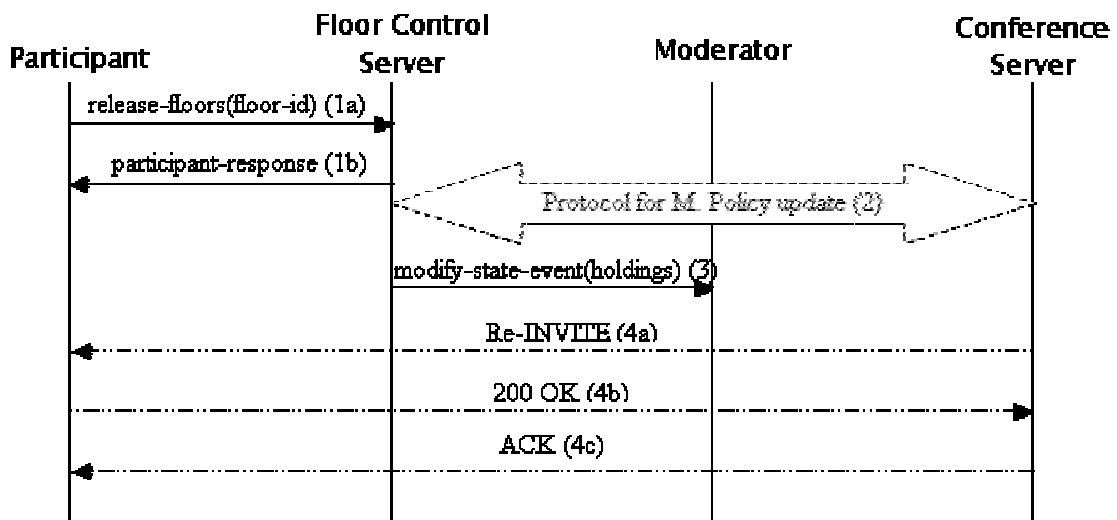 Participant
Floor Control
Server
Moderator
Conference
Server
release-floors(floor-id) (1a)
participant-response (1b)
Protocol for M. Policy update (2)
modify-state-event(holdings) (3)
Re-INVITE (4a)
200 OK (4b)
ACK (4c)